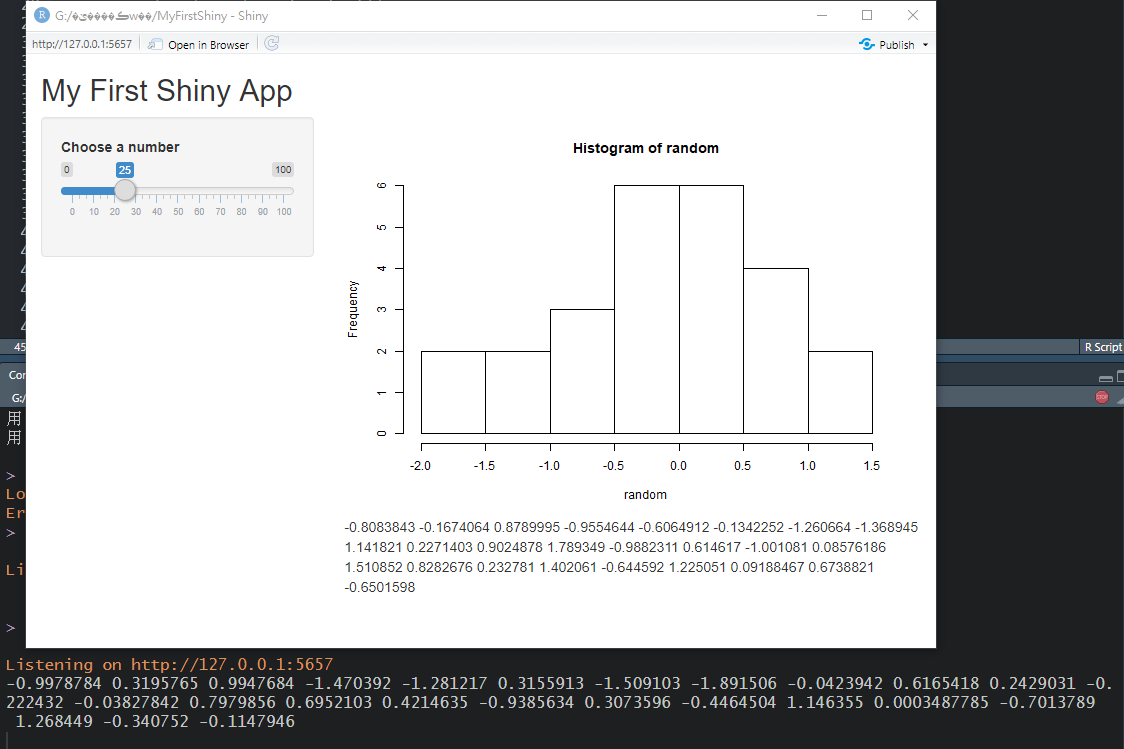 MyFirstShiny - Shiny
http://127.0.0.1:5657 Open in Browser Publish
My First Shiny App
Choose a number
0 25 100
0 10 20 30 40 50 60 70 80 90 100
Histogram of random
Frequency
6
5
4
3
2
1
0
-2.0 -1.5 -1.0 -0.5 0.0 0.5 1.0 1.5
random
-0.8083843 -0.1674064 0.8789995 -0.9554644 -0.6064912 -0.1342252 -1.260664 -1.368945
1.141821 0.2271403 0.9024878 1.789349 -0.9882311 0.614617 -1.001081 0.08576186
1.510852 0.8282676 0.232781 1.402061 -0.644592 1.225051 0.09188467 0.6738821
-0.6501598
45
R Script
Con
G:/
STOP
用
用
>
Lo
Er
>
Li
>
Listening on http://127.0.0.1:5657
-0.9978784 0.3195765 0.9947684 -1.470392 -1.281217 0.3155913 -1.509103 -1.891506 -0.0423942 0.6165418 0.2429031 -0.
222432 -0.03827842 0.7979856 0.6952103 0.4214635 -0.9385634 0.3073596 -0.4464504 1.146355 0.0003487785 -0.7013789
1.268449 -0.340752 -0.1147946